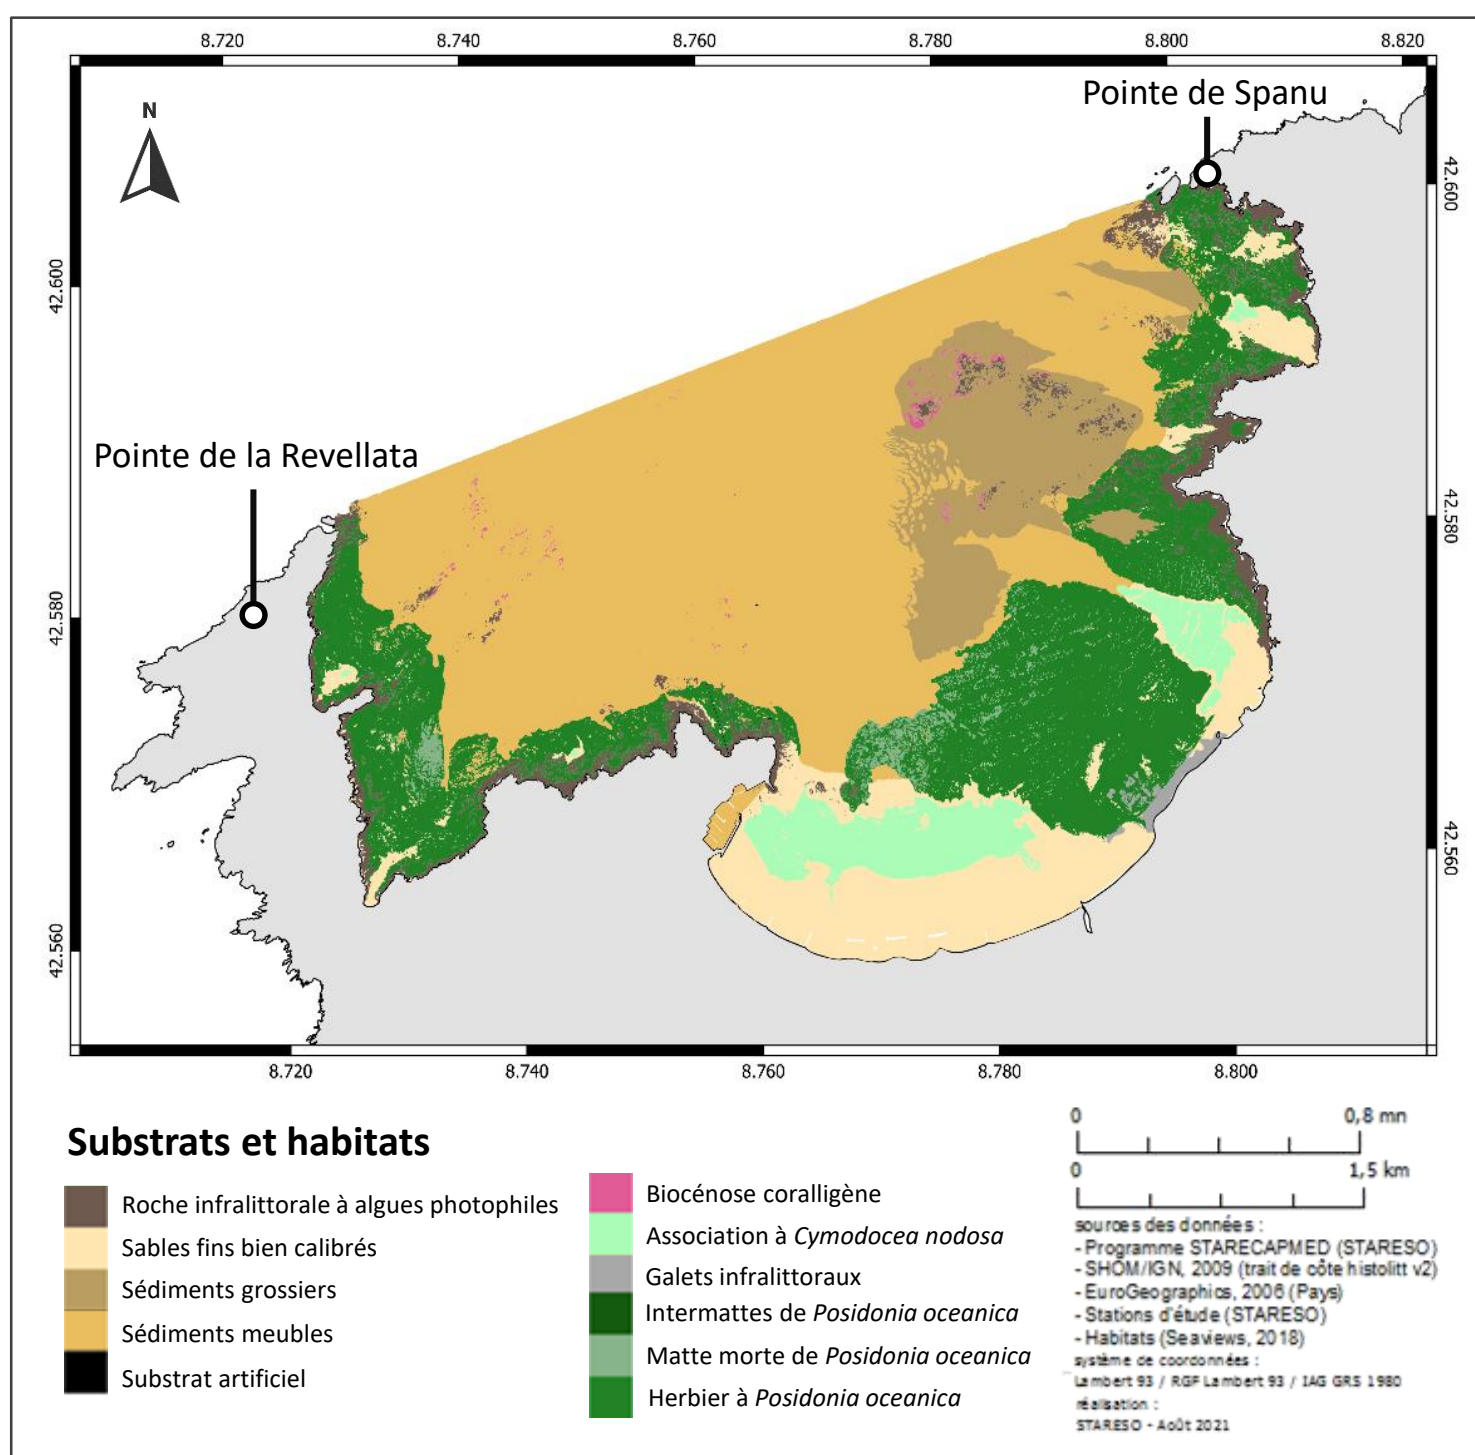 8.720 8.740 8.760 8.780 8.800 8.820
Pointe de Spanu
N
42.600
42.600
Pointe de la Revellata
42.580
42.580
42.560
42.560
8.720 8.740 8.760 8.780 8.800
Substrats et habitats
Roche infralittorale à algues photophiles
Sables fins bien calibrés
Sédiments grossiers
Sédiments meubles
Substrat artificiel
Biocénose coralligène
Association à Cymodocea nodosa
Galets infralittoraux
Intermattes de Posidonia oceanica
Matte morte de Posidonia oceanica
Herbier à Posidonia oceanica
0 0,8 mn
0 1,5 km
sources des données :
- Programme STARECAPMED (STARESO)
- SHOM/IGN, 2009 (trait de côte histolitt v2)
- EuroGeographics, 2006 (Pays)
- Stations d'étude (STARESO)
- Habitats (Seaviews, 2018)
système de coordonnées :
Lambert 93 / RGF Lambert 93 / IAG GRS 1980
réalisation :
STARESO - Août 2021